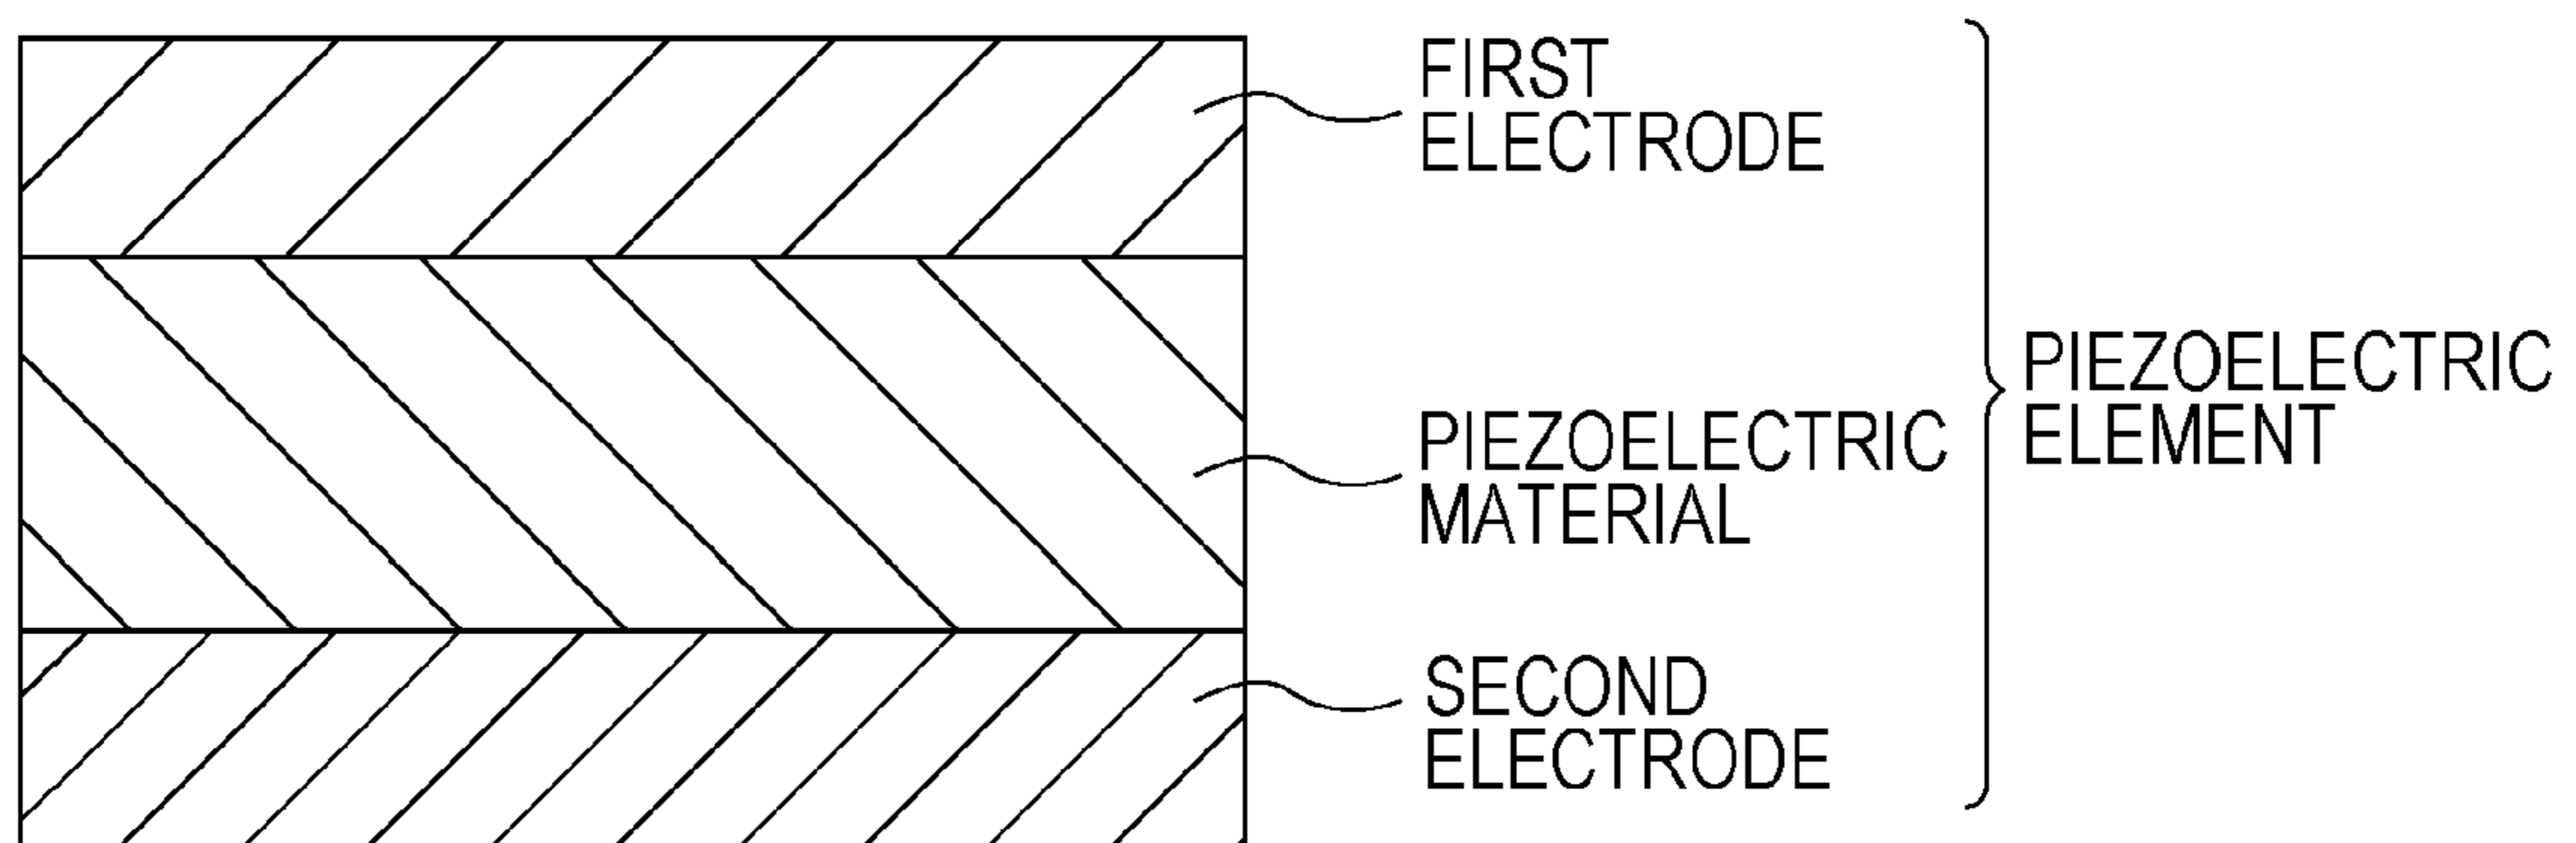 FIRST
ELECTRODE
PIEZOELECTRIC
MATERIAL
SECOND
ELECTRODE
PIEZOELECTRIC
ELEMENT